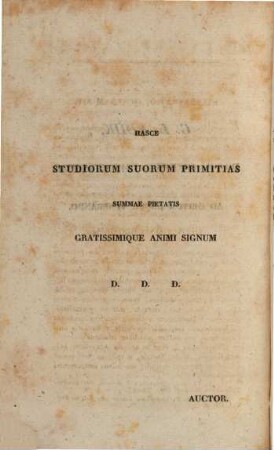 HASCE
STUDIORUM SUORUM PRIMITIAS
SUMMAE PIETATIS
GRATISSIMIQUE ANIMI SIGNUM
D. D. D.
AUCTOR.